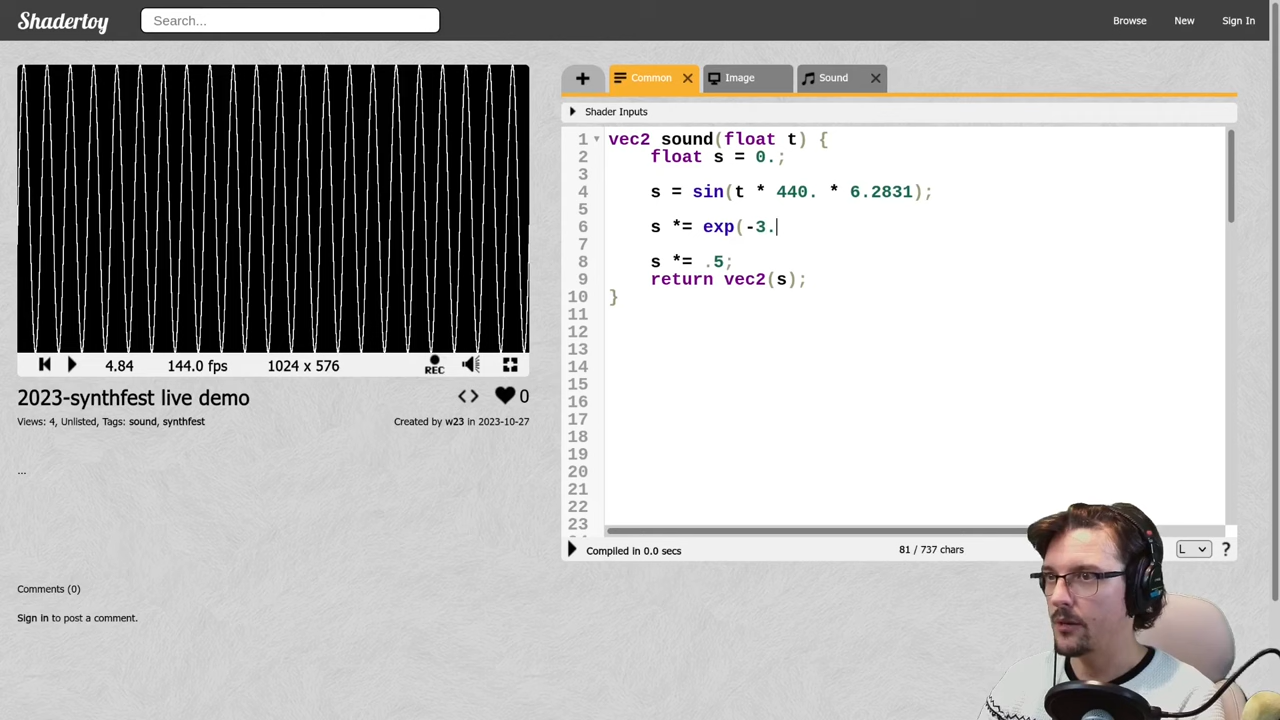 Shadertoy
Search...
Browse
New
Sign In
Common
Image
Sound
Shader Inputs
1 vec2 sound(float t) {
2 float s = 0.;
3
4 s = sin(t * 440. * 6.2831);
5
6 s *= exp(-3.
7
8 s *= .5;
9 return vec2(s);
10 }
11
12
13
14
15
16
17
18
19
20
21
22
23
4.84
144.0 fps
1024 x 576
REC
2023-synthfest live demo
0
Views: 4, Unlisted, Tags: sound, synthfest
Created by w23 in 2023-10-27
...
Compiled in 0.0 secs
81 / 737 chars
L
?
Comments (0)
Sign in to post a comment.